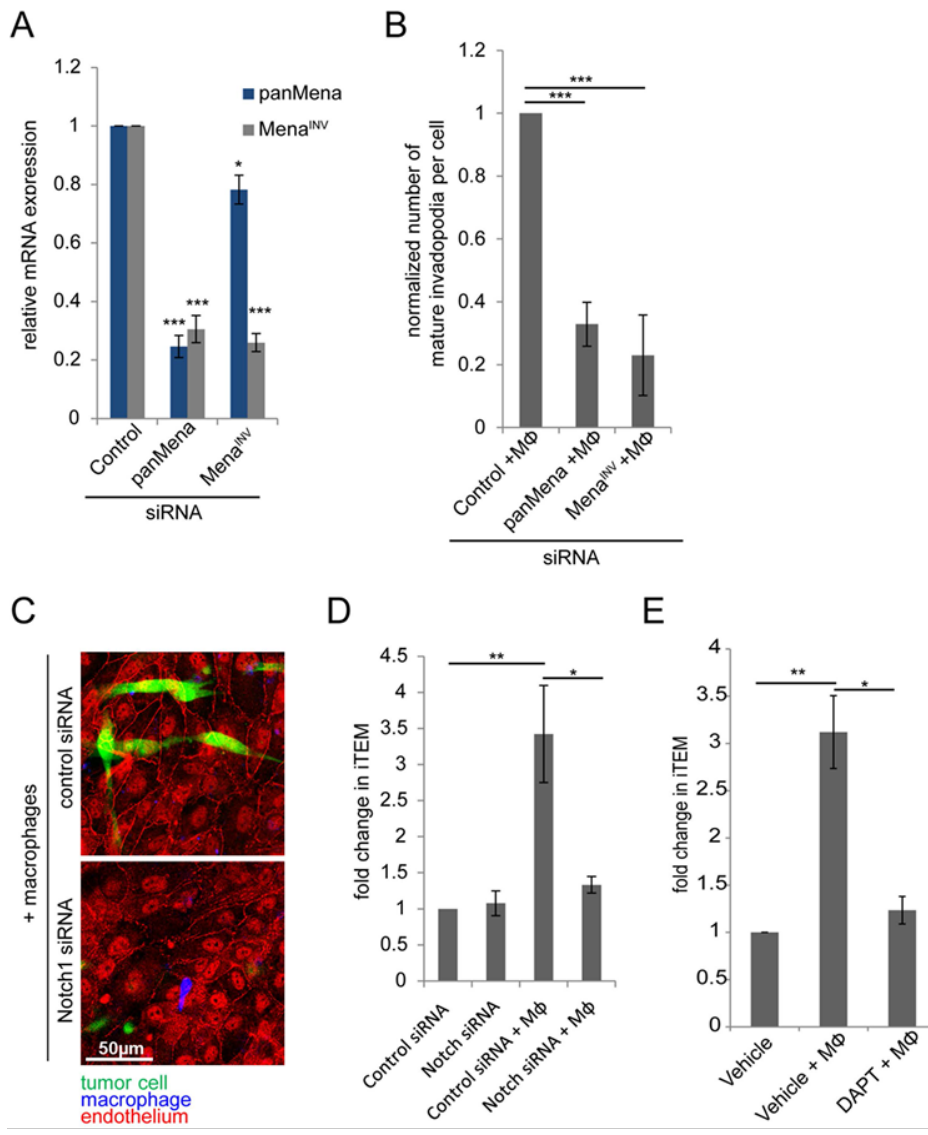 A
1.2
1
0.8
0.6
0.4
0.2
0
relative mRNA expression
panMena
Mena^INV
***
***
*
***
Control
panMena
Mena^INV
siRNA
B
1.2
1
0.8
0.6
0.4
0.2
0
normalized number of
mature invadopodia per cell
***
***
Control +MΦ
panMena +MΦ
Mena^INV +MΦ
siRNA
C
+ macrophages
control siRNA
Notch1 siRNA
50µm
tumor cell
macrophage
endothelium
D
4.5
4
3.5
3
2.5
2
1.5
1
0.5
0
fold change in iTEM
**
*
Control siRNA
Notch siRNA
Control siRNA + Mφ
Notch siRNA + Mφ
E
4
3.5
3
2.5
2
1.5
1
0.5
0
fold change in iTEM
**
*
Vehicle
Vehicle + MΦ
DAPT + MΦ